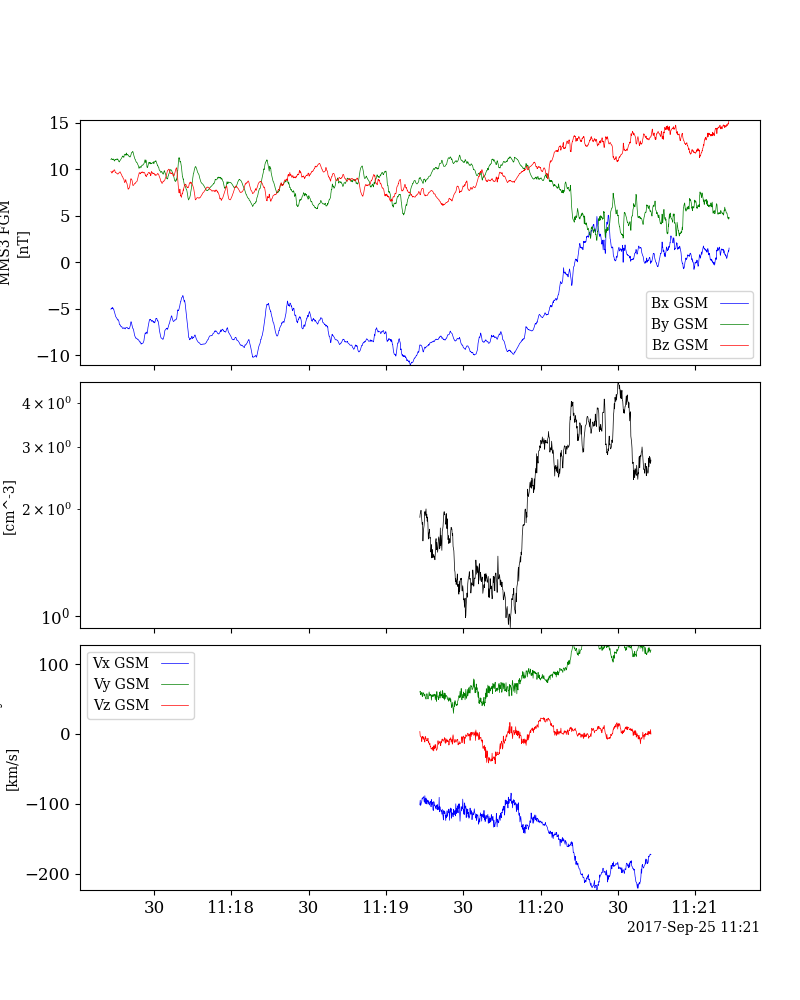 15
10
5
0
−5
−10
MMS3 FGM
[nT]
Bx GSM
By GSM
Bz GSM
4 × 10⁰
3 × 10⁰
2 × 10⁰
10⁰
[cm^-3]
100
0
−100
−200
[km/s]
Vx GSM
Vy GSM
Vz GSM
30 11:18 30 11:19 30 11:20 30 11:21
2017-Sep-25 11:21